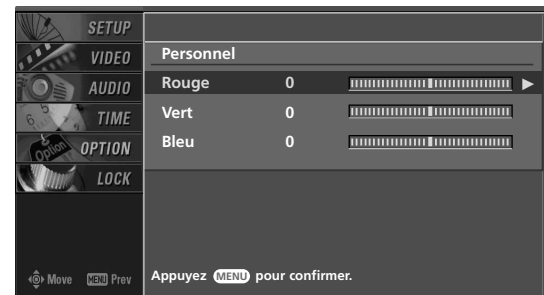 SETUP
VIDEO
AUDIO
TIME
Option OPTION
LOCK
Move MENU Prev
Personnel
Rouge 0
Vert 0
Bleu 0
Appuyez MENU pour confirmer.